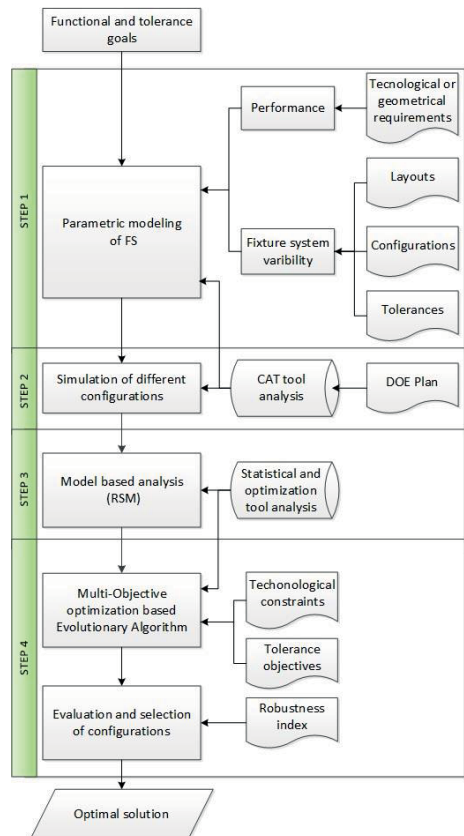 Functional and tolerance
goals
STEP 1
Performance
Tecnological or
geometrical
requirements
Parametric modeling
of FS
Fixture system
varibility
Layouts
Configurations
Tolerances
STEP 2
Simulation of different
configurations
CAT tool
analysis
DOE Plan
STEP 3
Model based analysis
(RSM)
Statistical and
optimization
tool analysis
STEP 4
Multi-Objective
optimization based
Evolutionary Algorithm
Techonological
constraints
Tolerance
objectives
Evaluation and selection
of configurations
Robustness
index
Optimal solution